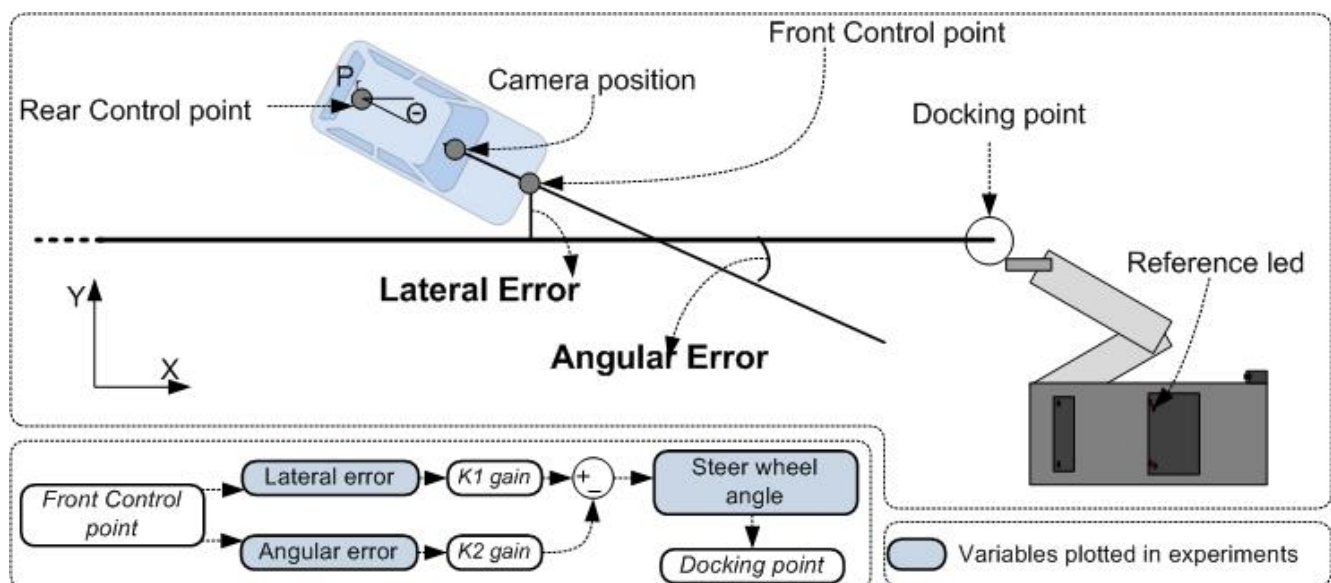 Front Control point
Camera position
Rear Control point
Pr
Θ
Docking point
Reference led
Lateral Error
Angular Error
Y
X
Front Control
point
Lateral error
K1 gain
+
−
Steer wheel
angle
Angular error
K2 gain
Docking point
Variables plotted in experiments